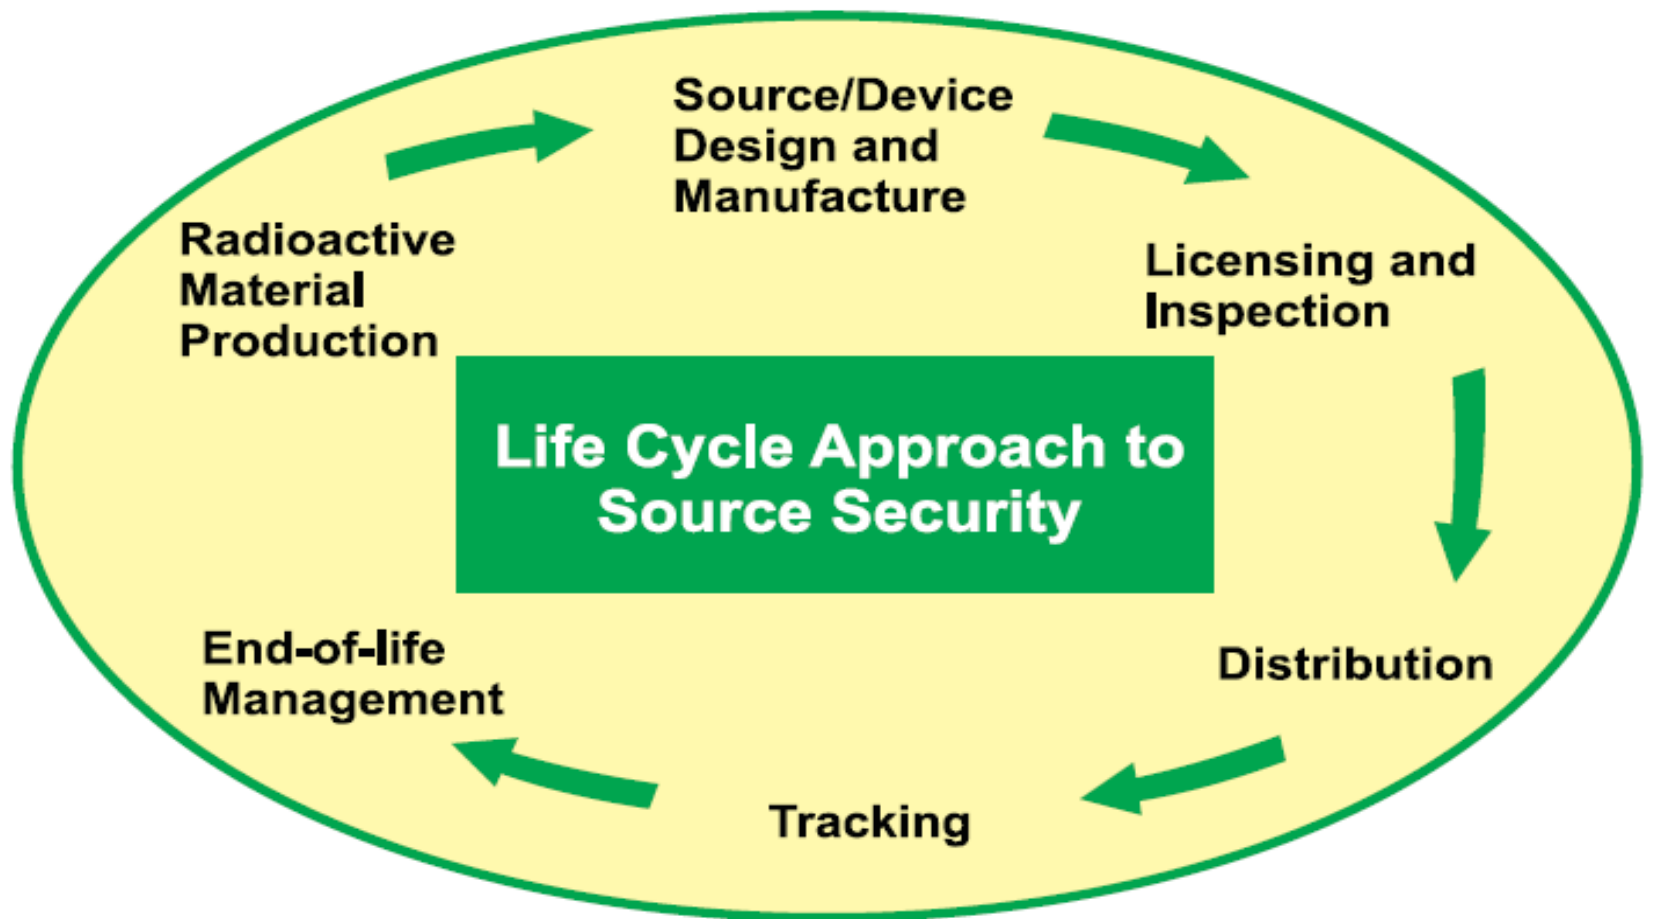 Source/Device
Design and
Manufacture
Radioactive
Material
Production
Licensing and
Inspection
Life Cycle Approach to
Source Security
End-of-life
Management
Distribution
Tracking